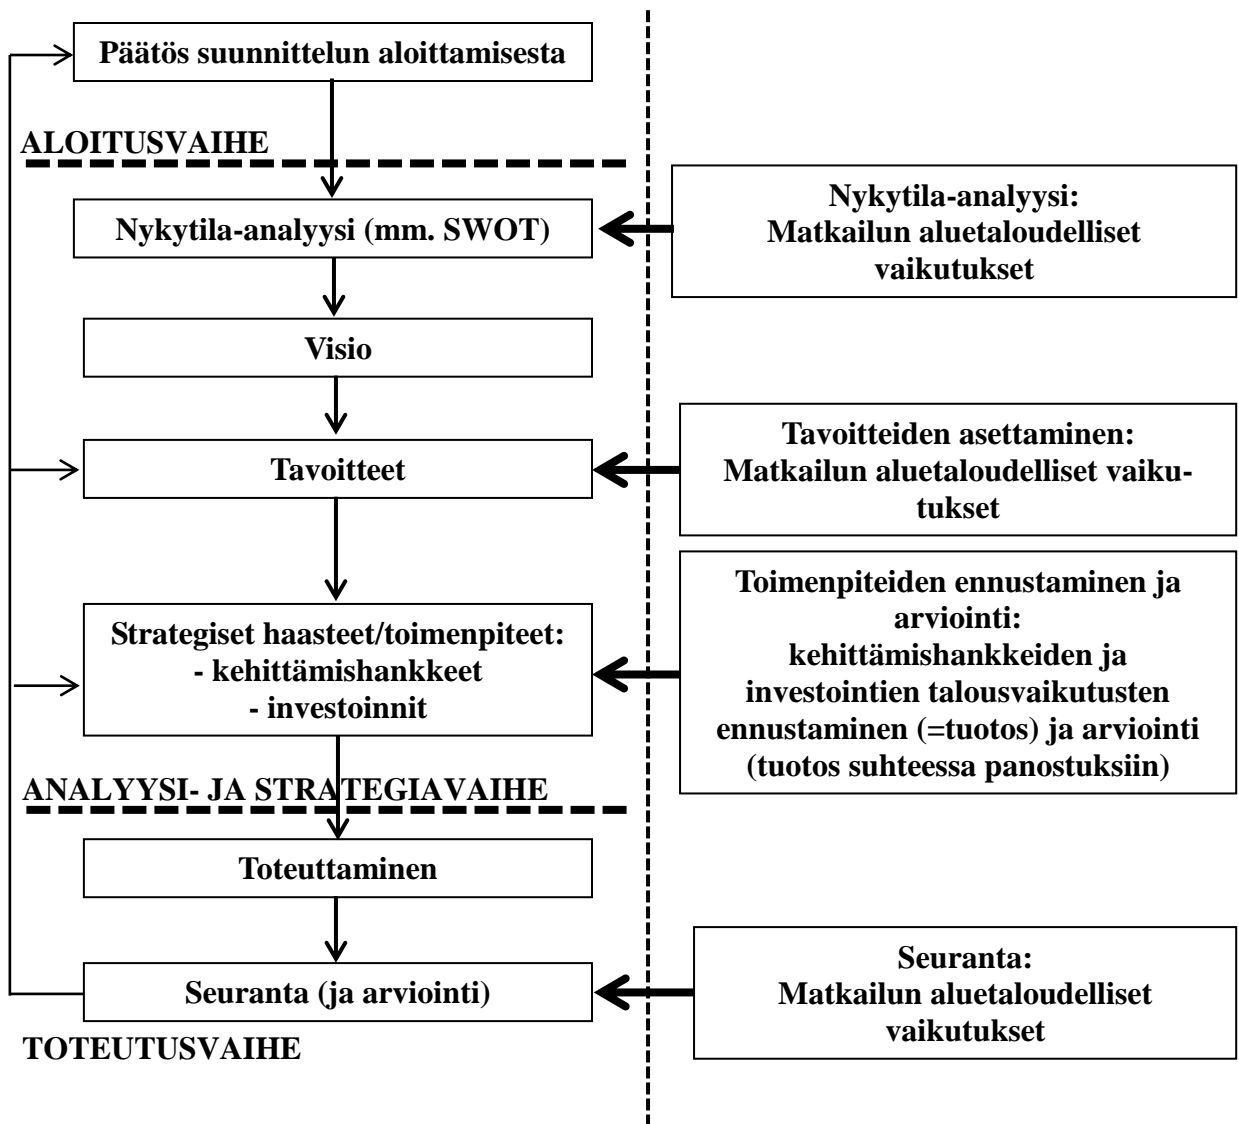 Päätös suunnittelun aloittamisesta
ALOITUSVAIHE
Nykytila-analyysi (mm. SWOT)
Nykytila-analyysi:
Matkailun aluetaloudelliset
vaikutukset
Visio
Tavoitteet
Tavoitteiden asettaminen:
Matkailun aluetaloudelliset vaiku-
tukset
Strategiset haasteet/toimenpiteet:
- kehittämishankkeet
- investoinnit
Toimenpiteiden ennustaminen ja
arviointi:
kehittämishankkeiden ja
investointien talousvaikutusten
ennustaminen (=tuotos) ja arviointi
(tuotos suhteessa panostuksiin)
ANALYYSI- JA STRATEGIAVAIHE
Toteuttaminen
Seuranta (ja arviointi)
Seuranta:
Matkailun aluetaloudelliset
vaikutukset
TOTEUTUSVAIHE